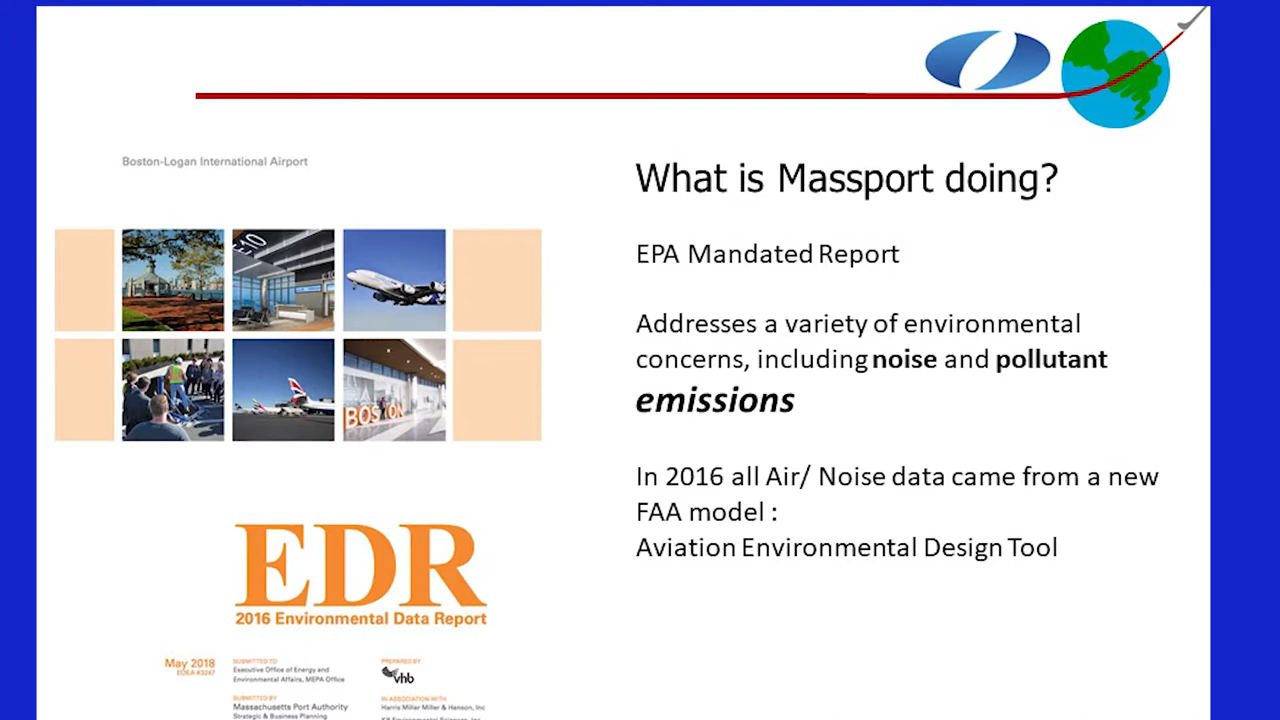 Boston-Logan International Airport
E10
BOSTON
EDR
2016 Environmental Data Report
May 2018
EOEA #3247
SUBMITTED TO
Executive Office of Energy and
Environmental Affairs, MEPA Office
SUBMITTED BY
Massachusetts Port Authority
Strategic & Business Planning
PREPARED BY
vhb
IN ASSOCIATION WITH
Harris Miller Miller & Hanson, Inc
What is Massport doing?
EPA Mandated Report
Addresses a variety of environmental
concerns, including noise and pollutant
emissions
In 2016 all Air/ Noise data came from a new
FAA model :
Aviation Environmental Design Tool